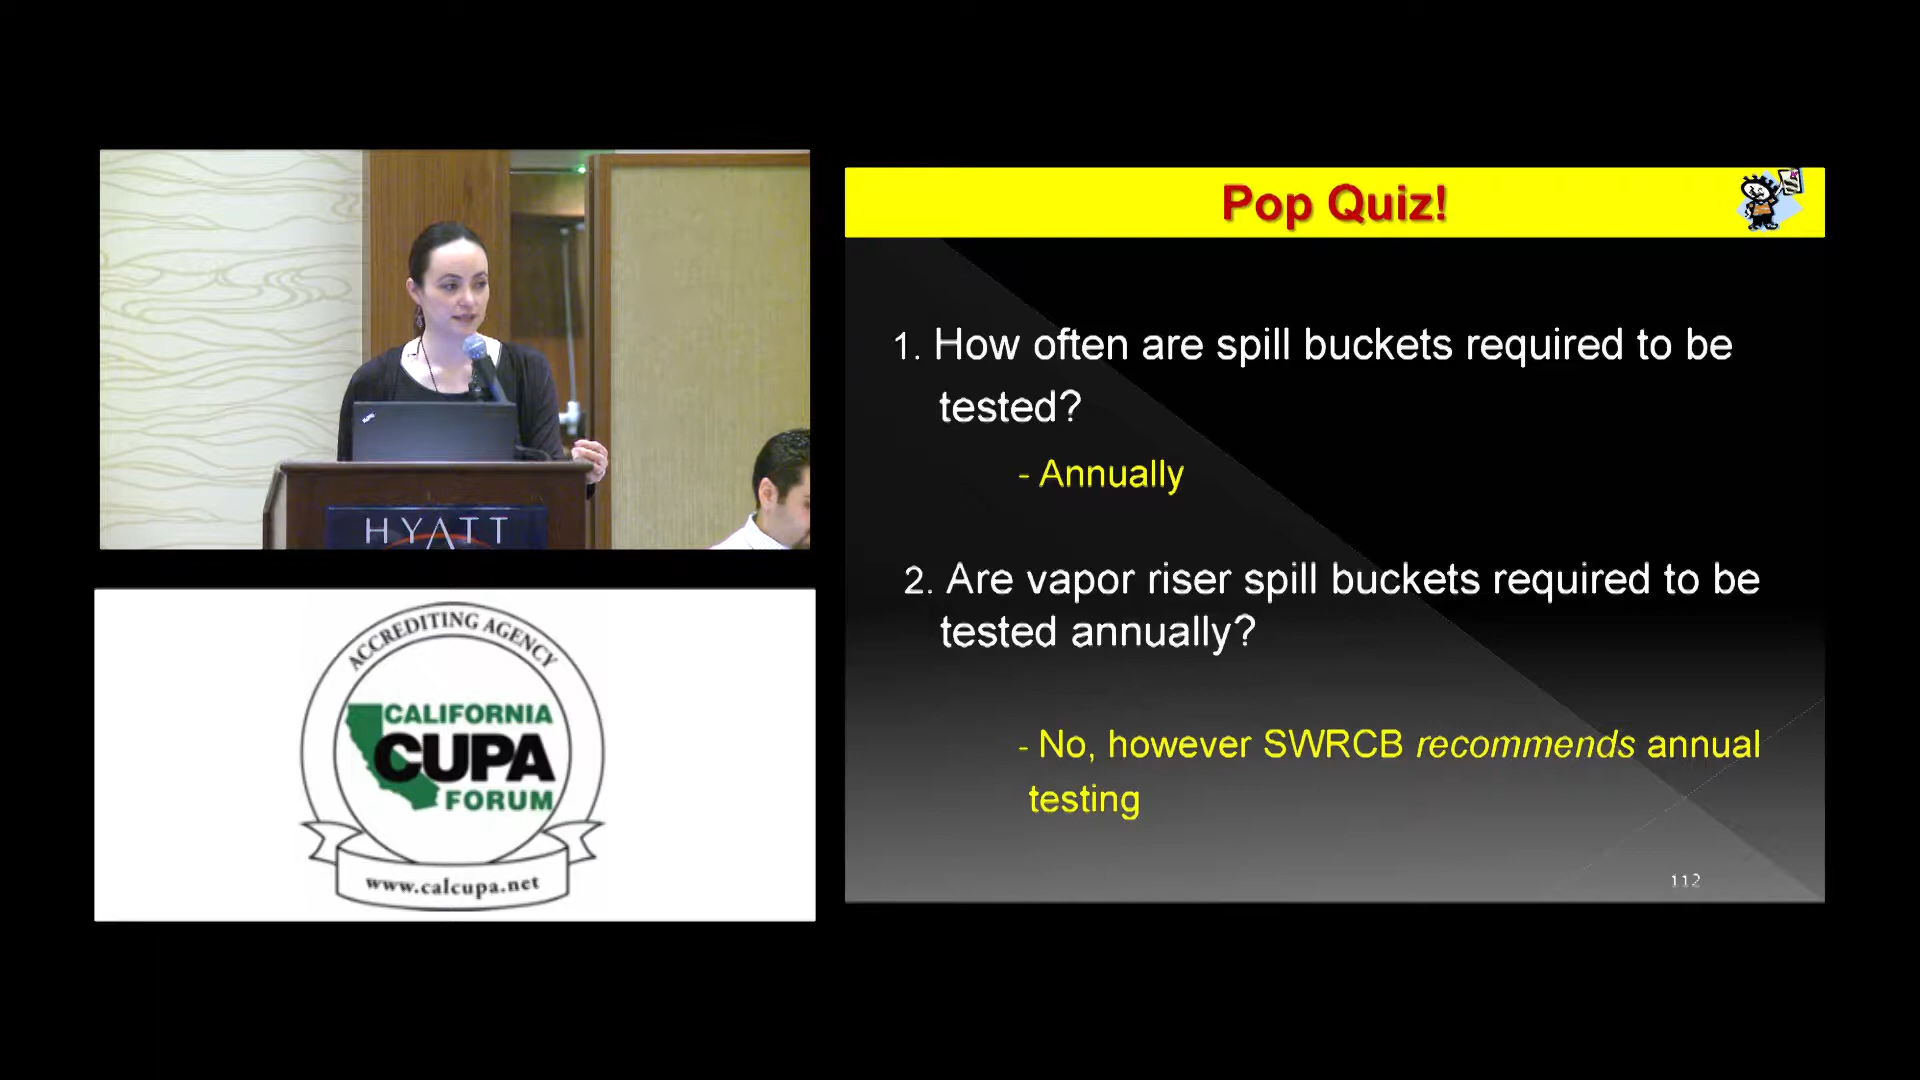 HYATT
ACCREDITING AGENCY
CALIFORNIA
CUPA
FORUM
www.calcupa.net
Pop Quiz!
1. How often are spill buckets required to be
tested?
- Annually
2. Are vapor riser spill buckets required to be
tested annually?
- No, however SWRCB recommends annual
testing
112